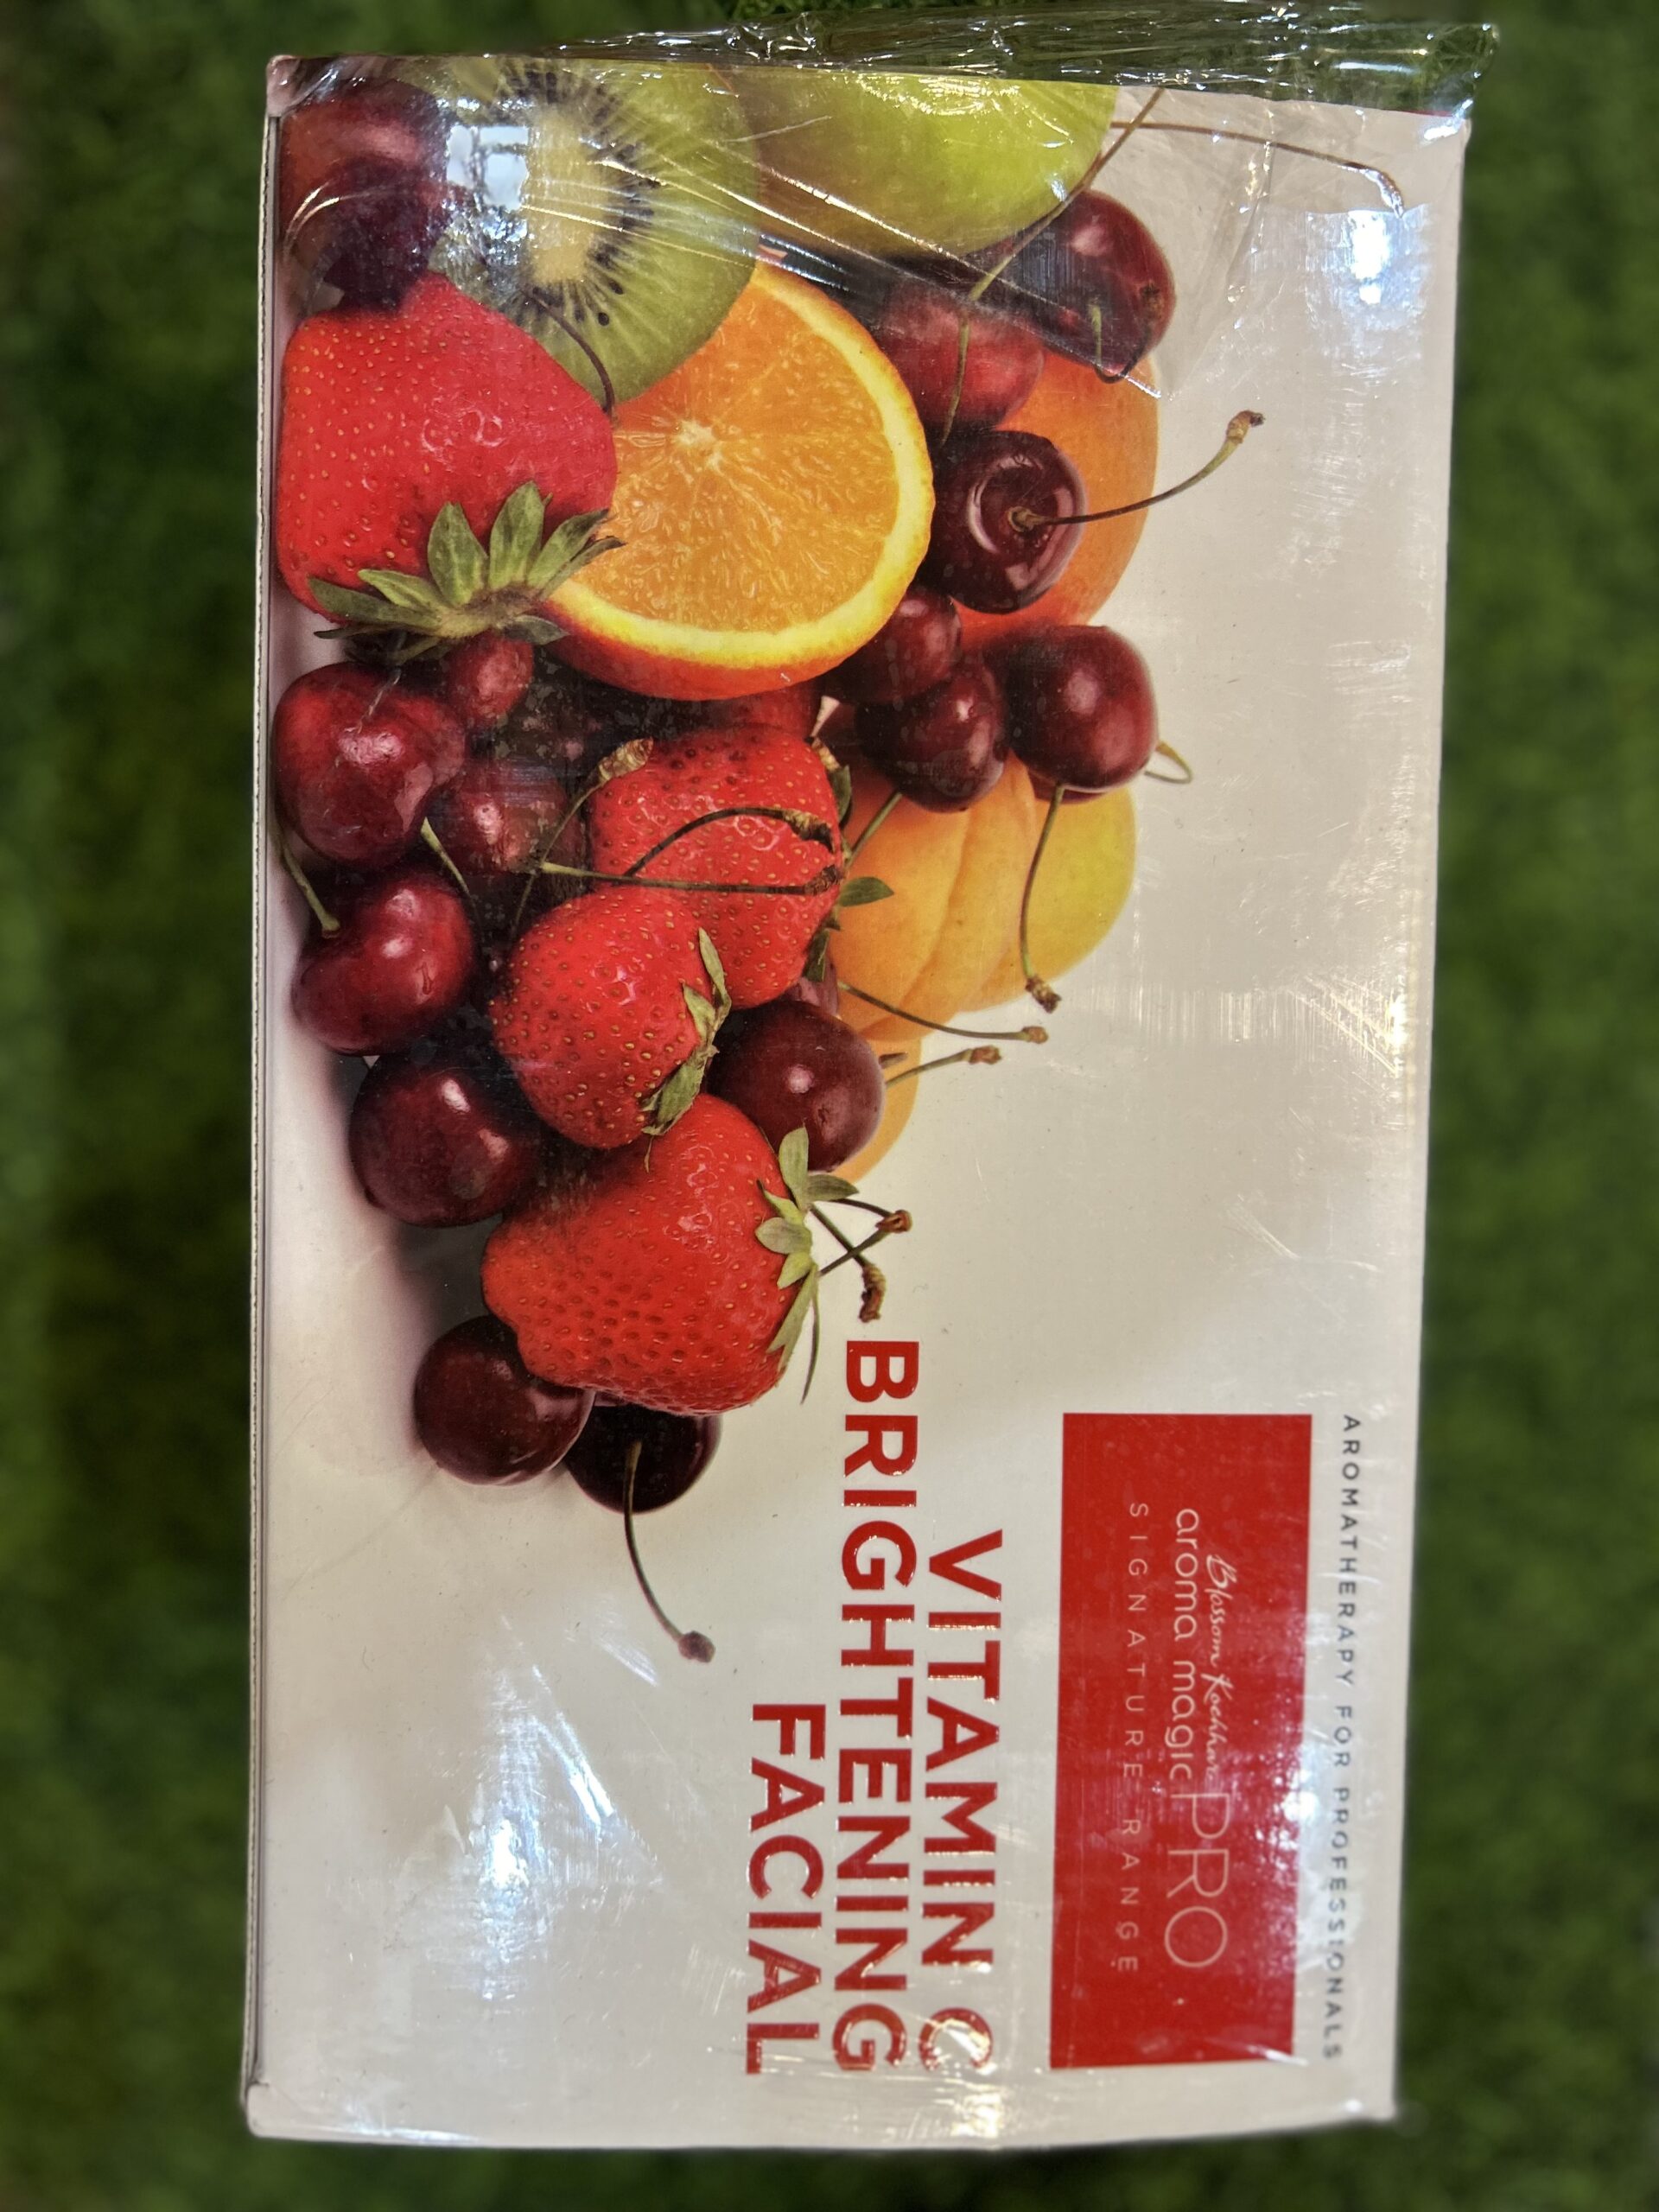 AROMATHERAPY FOR PROFESSIONALS
Blossom Kochhar
aroma magic PRO
SIGNATURE RANGE
VITAMIN C
BRIGHTENING
FACIAL